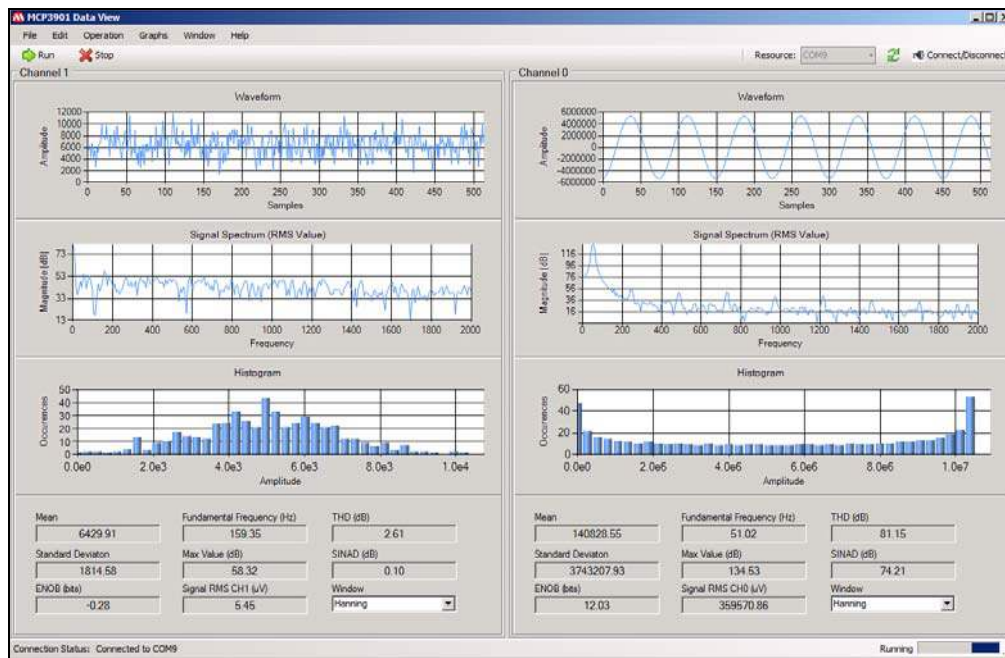 MCP3901 Data View
File Edit Operation Graphs Window Help
Run Stop Resource: COM9 Connect/Disconnect
Channel 1
Waveform
Amplitude
12000
10000
8000
6000
4000
2000
0
0 50 100 150 200 250 300 350 400 450 500
Samples
Signal Spectrum (RMS Value)
Magnitude (dB)
73
53
33
13
0 200 400 600 800 1000 1200 1400 1600 1800 2000
Frequency
Histogram
Occurences
50
40
30
20
10
0
0.0e0 2.0e3 4.0e3 6.0e3 8.0e3 1.0e4
Amplitude
Mean Fundamental Frequency (Hz) THD (dB)
6429.91 159.35 2.61
Standard Deviaton Max Value (dB) SINAD (dB)
1814.58 58.32 0.10
ENOB (bits) Signal RMS CH1 (uV) Window
-0.28 5.45 Hanning
Channel 0
Waveform
Amplitude
6000000
4000000
2000000
0
-2000000
-4000000
-6000000
0 50 100 150 200 250 300 350 400 450 500
Samples
Signal Spectrum (RMS Value)
Magnitude (dB)
116
96
76
56
36
16
0 200 400 600 800 1000 1200 1400 1600 1800 2000
Frequency
Histogram
Occurences
60
40
20
0
0.0e0 2.0e6 4.0e6 6.0e6 8.0e6 1.0e7
Amplitude
Mean Fundamental Frequency (Hz) THD (dB)
140828.55 51.02 81.15
Standard Deviaton Max Value (dB) SINAD (dB)
3743207.93 134.53 74.21
ENOB (bits) Signal RMS CH0 (uV) Window
12.03 359570.86 Hanning
Connection Status: Connected to COM9 Running